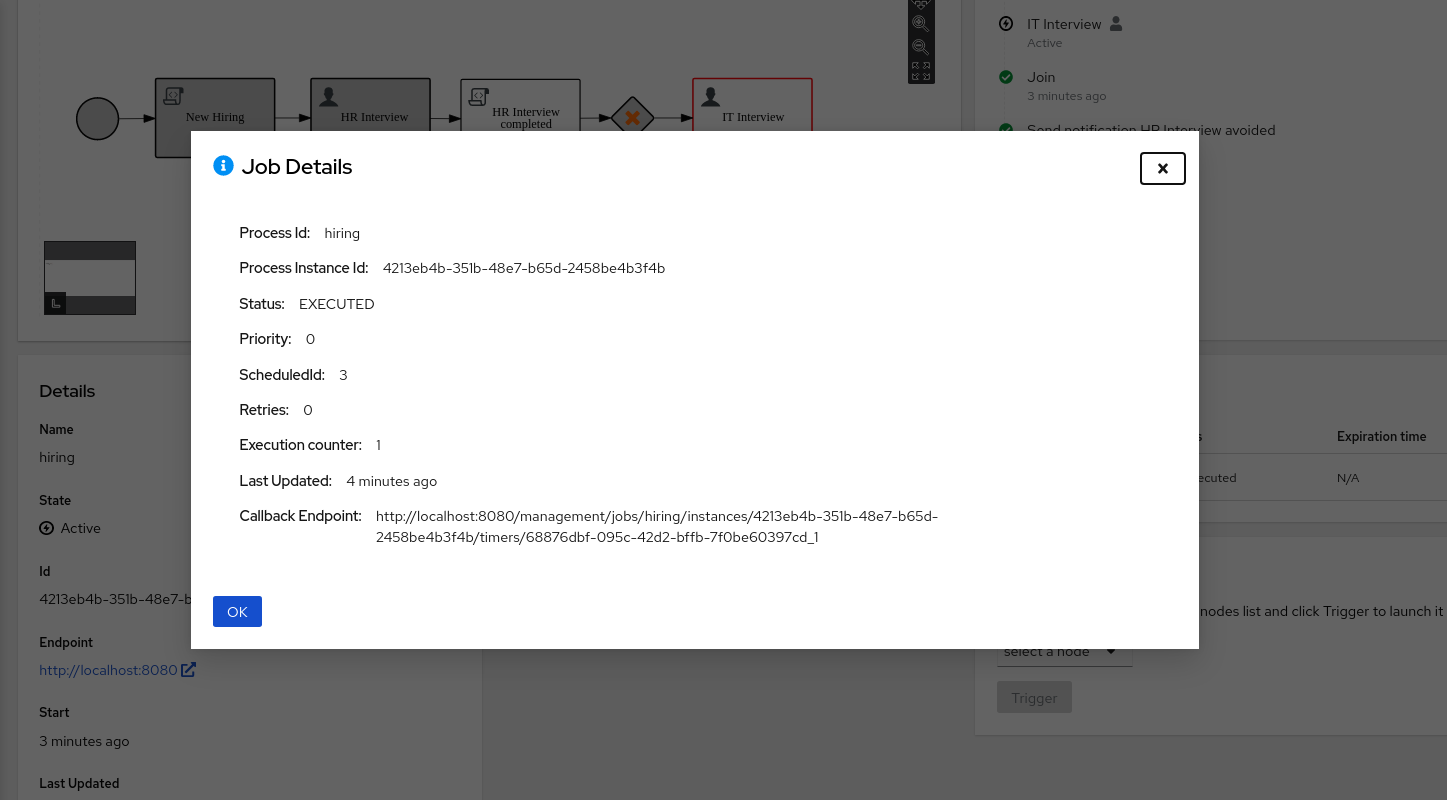 IT Interview
Active
Join
3 minutes ago
Send notification HR Interview avoided
New Hiring
HR Interview
HR Interview
completed
IT Interview
Job Details
Process Id: hiring
Process Instance Id: 4213eb4b-351b-48e7-b65d-2458be4b3f4b
Status: EXECUTED
Priority: 0
ScheduledId: 3
Retries: 0
Execution counter: 1
Last Updated: 4 minutes ago
Callback Endpoint: http://localhost:8080/management/jobs/hiring/instances/4213eb4b-351b-48e7-b65d-
2458be4b3f4b/timers/68876dbf-095c-42d2-bffb-7f0be60397cd_1
OK
Details
Name
hiring
State
Active
Id
4213eb4b-351b-48e7-b
Endpoint
http://localhost:8080
Start
3 minutes ago
Last Updated
Expiration time
ecuted
N/A
nodes list and click Trigger to launch it
select a node
Trigger